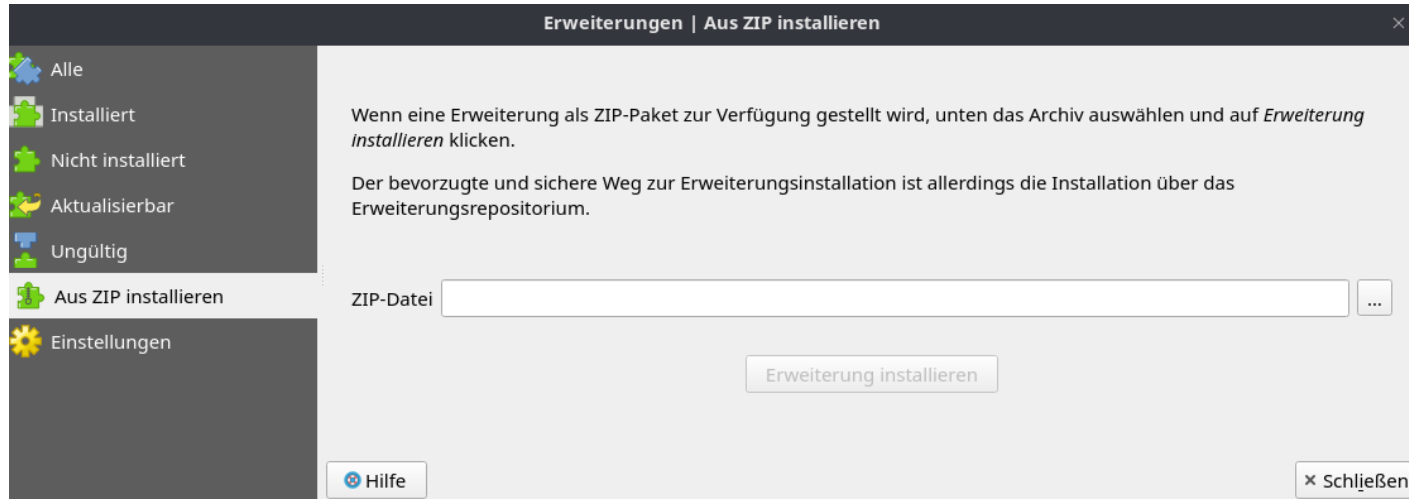 Erweiterungen | Aus ZIP installieren
Alle
Installiert
Nicht installiert
Aktualisierbar
Ungültig
Aus ZIP installieren
Einstellungen
Wenn eine Erweiterung als ZIP-Paket zur Verfügung gestellt wird, unten das Archiv auswählen und auf Erweiterung
installieren klicken.
Der bevorzugte und sichere Weg zur Erweiterungsinstallation ist allerdings die Installation über das
Erweiterungsrepositorium.
ZIP-Datei
...
Erweiterung installieren
Hilfe
Schließen